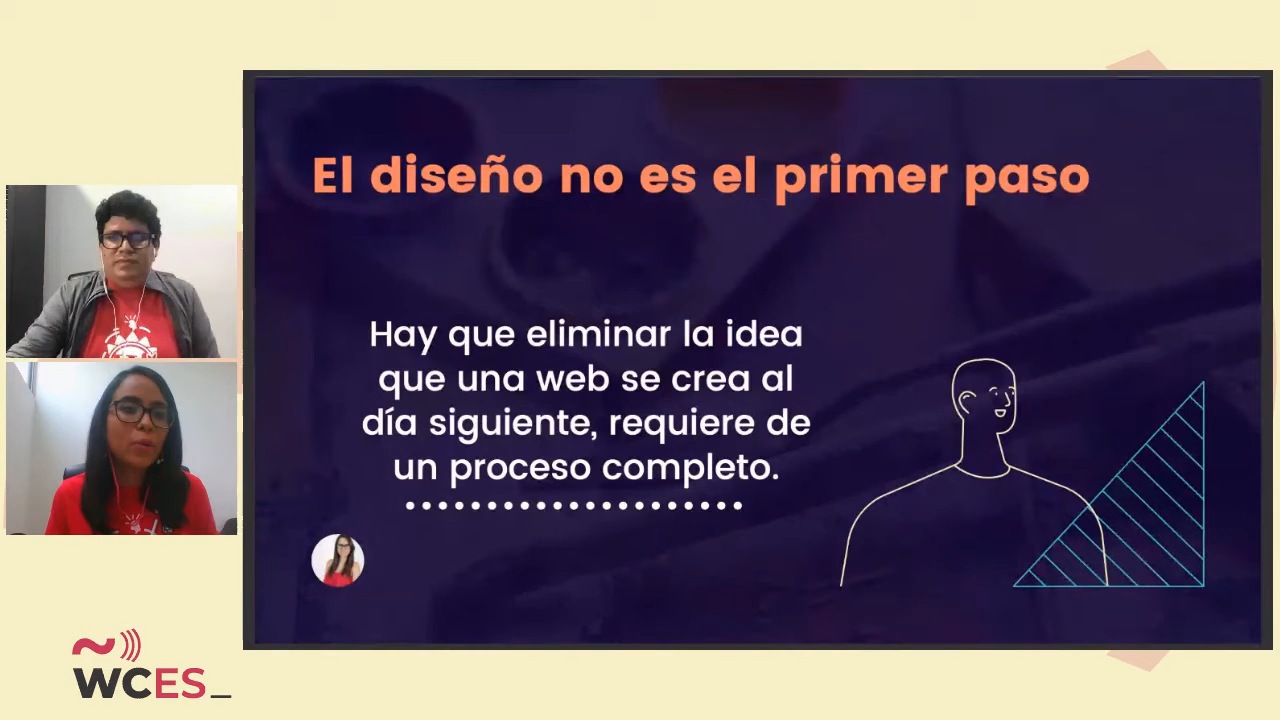 El diseño no es el primer paso
Hay que eliminar la idea
que una web se crea al
día siguiente, requiere de
un proceso completo.
WCES_